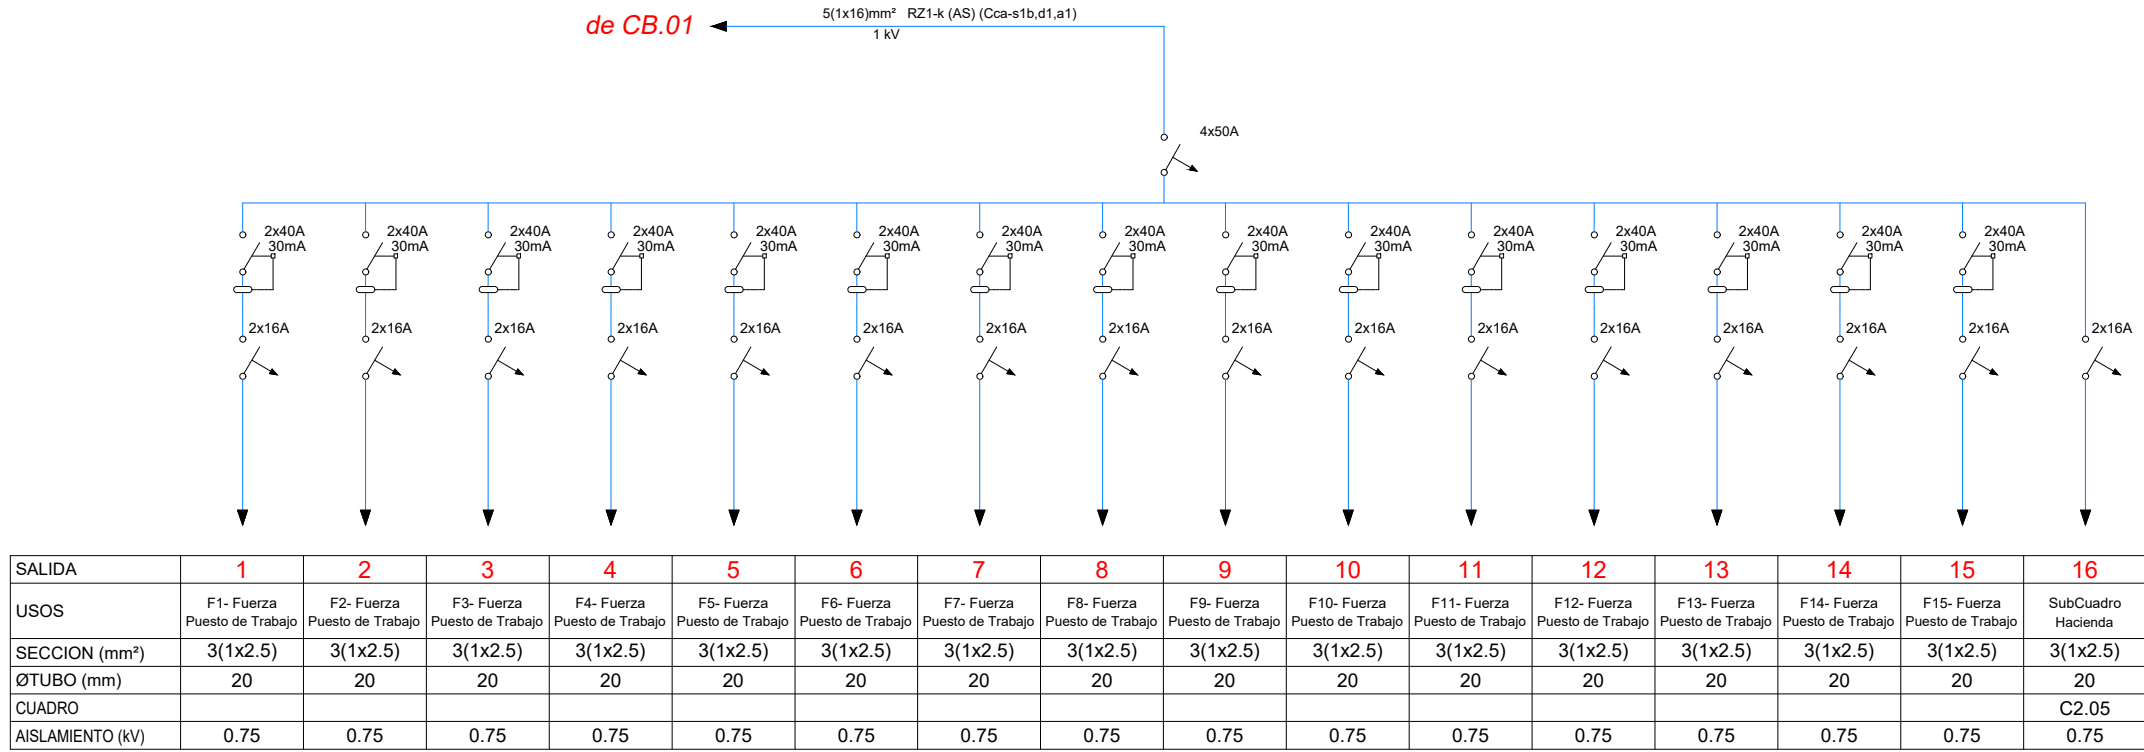 de CB.01
5(1x16)mm² RZ1-k (AS) (Cca-s1b,d1,a1)
1 kV
4x50A
2x40A 2x40A 2x40A 2x40A 2x40A 2x40A 2x40A 2x40A 2x40A 2x40A 2x40A 2x40A 2x40A 2x40A 2x40A
30mA 30mA 30mA 30mA 30mA 30mA 30mA 30mA 30mA 30mA 30mA 30mA 30mA 30mA 30mA
2x16A 2x16A 2x16A 2x16A 2x16A 2x16A 2x16A 2x16A 2x16A 2x16A 2x16A 2x16A 2x16A 2x16A 2x16A 2x16A
SALIDA 1 2 3 4 5 6 7 8 9 10 11 12 13 14 15 16
USOS
F1- Fuerza F2- Fuerza F3- Fuerza F4- Fuerza F5- Fuerza F6- Fuerza F7- Fuerza F8- Fuerza F9- Fuerza F10- Fuerza F11- Fuerza F12- Fuerza F13- Fuerza F14- Fuerza F15- Fuerza SubCuadro
Puesto de Trabajo Puesto de Trabajo Puesto de Trabajo Puesto de Trabajo Puesto de Trabajo Puesto de Trabajo Puesto de Trabajo Puesto de Trabajo Puesto de Trabajo Puesto de Trabajo Puesto de Trabajo Puesto de Trabajo Puesto de Trabajo Puesto de Trabajo Puesto de Trabajo Hacienda
SECCION (mm²) 3(1x2.5) 3(1x2.5) 3(1x2.5) 3(1x2.5) 3(1x2.5) 3(1x2.5) 3(1x2.5) 3(1x2.5) 3(1x2.5) 3(1x2.5) 3(1x2.5) 3(1x2.5) 3(1x2.5) 3(1x2.5) 3(1x2.5) 3(1x2.5)
ØTUBO (mm) 20 20 20 20 20 20 20 20 20 20 20 20 20 20 20 20
CUADRO C2.05
AISLAMIENTO (kV) 0.75 0.75 0.75 0.75 0.75 0.75 0.75 0.75 0.75 0.75 0.75 0.75 0.75 0.75 0.75 0.75